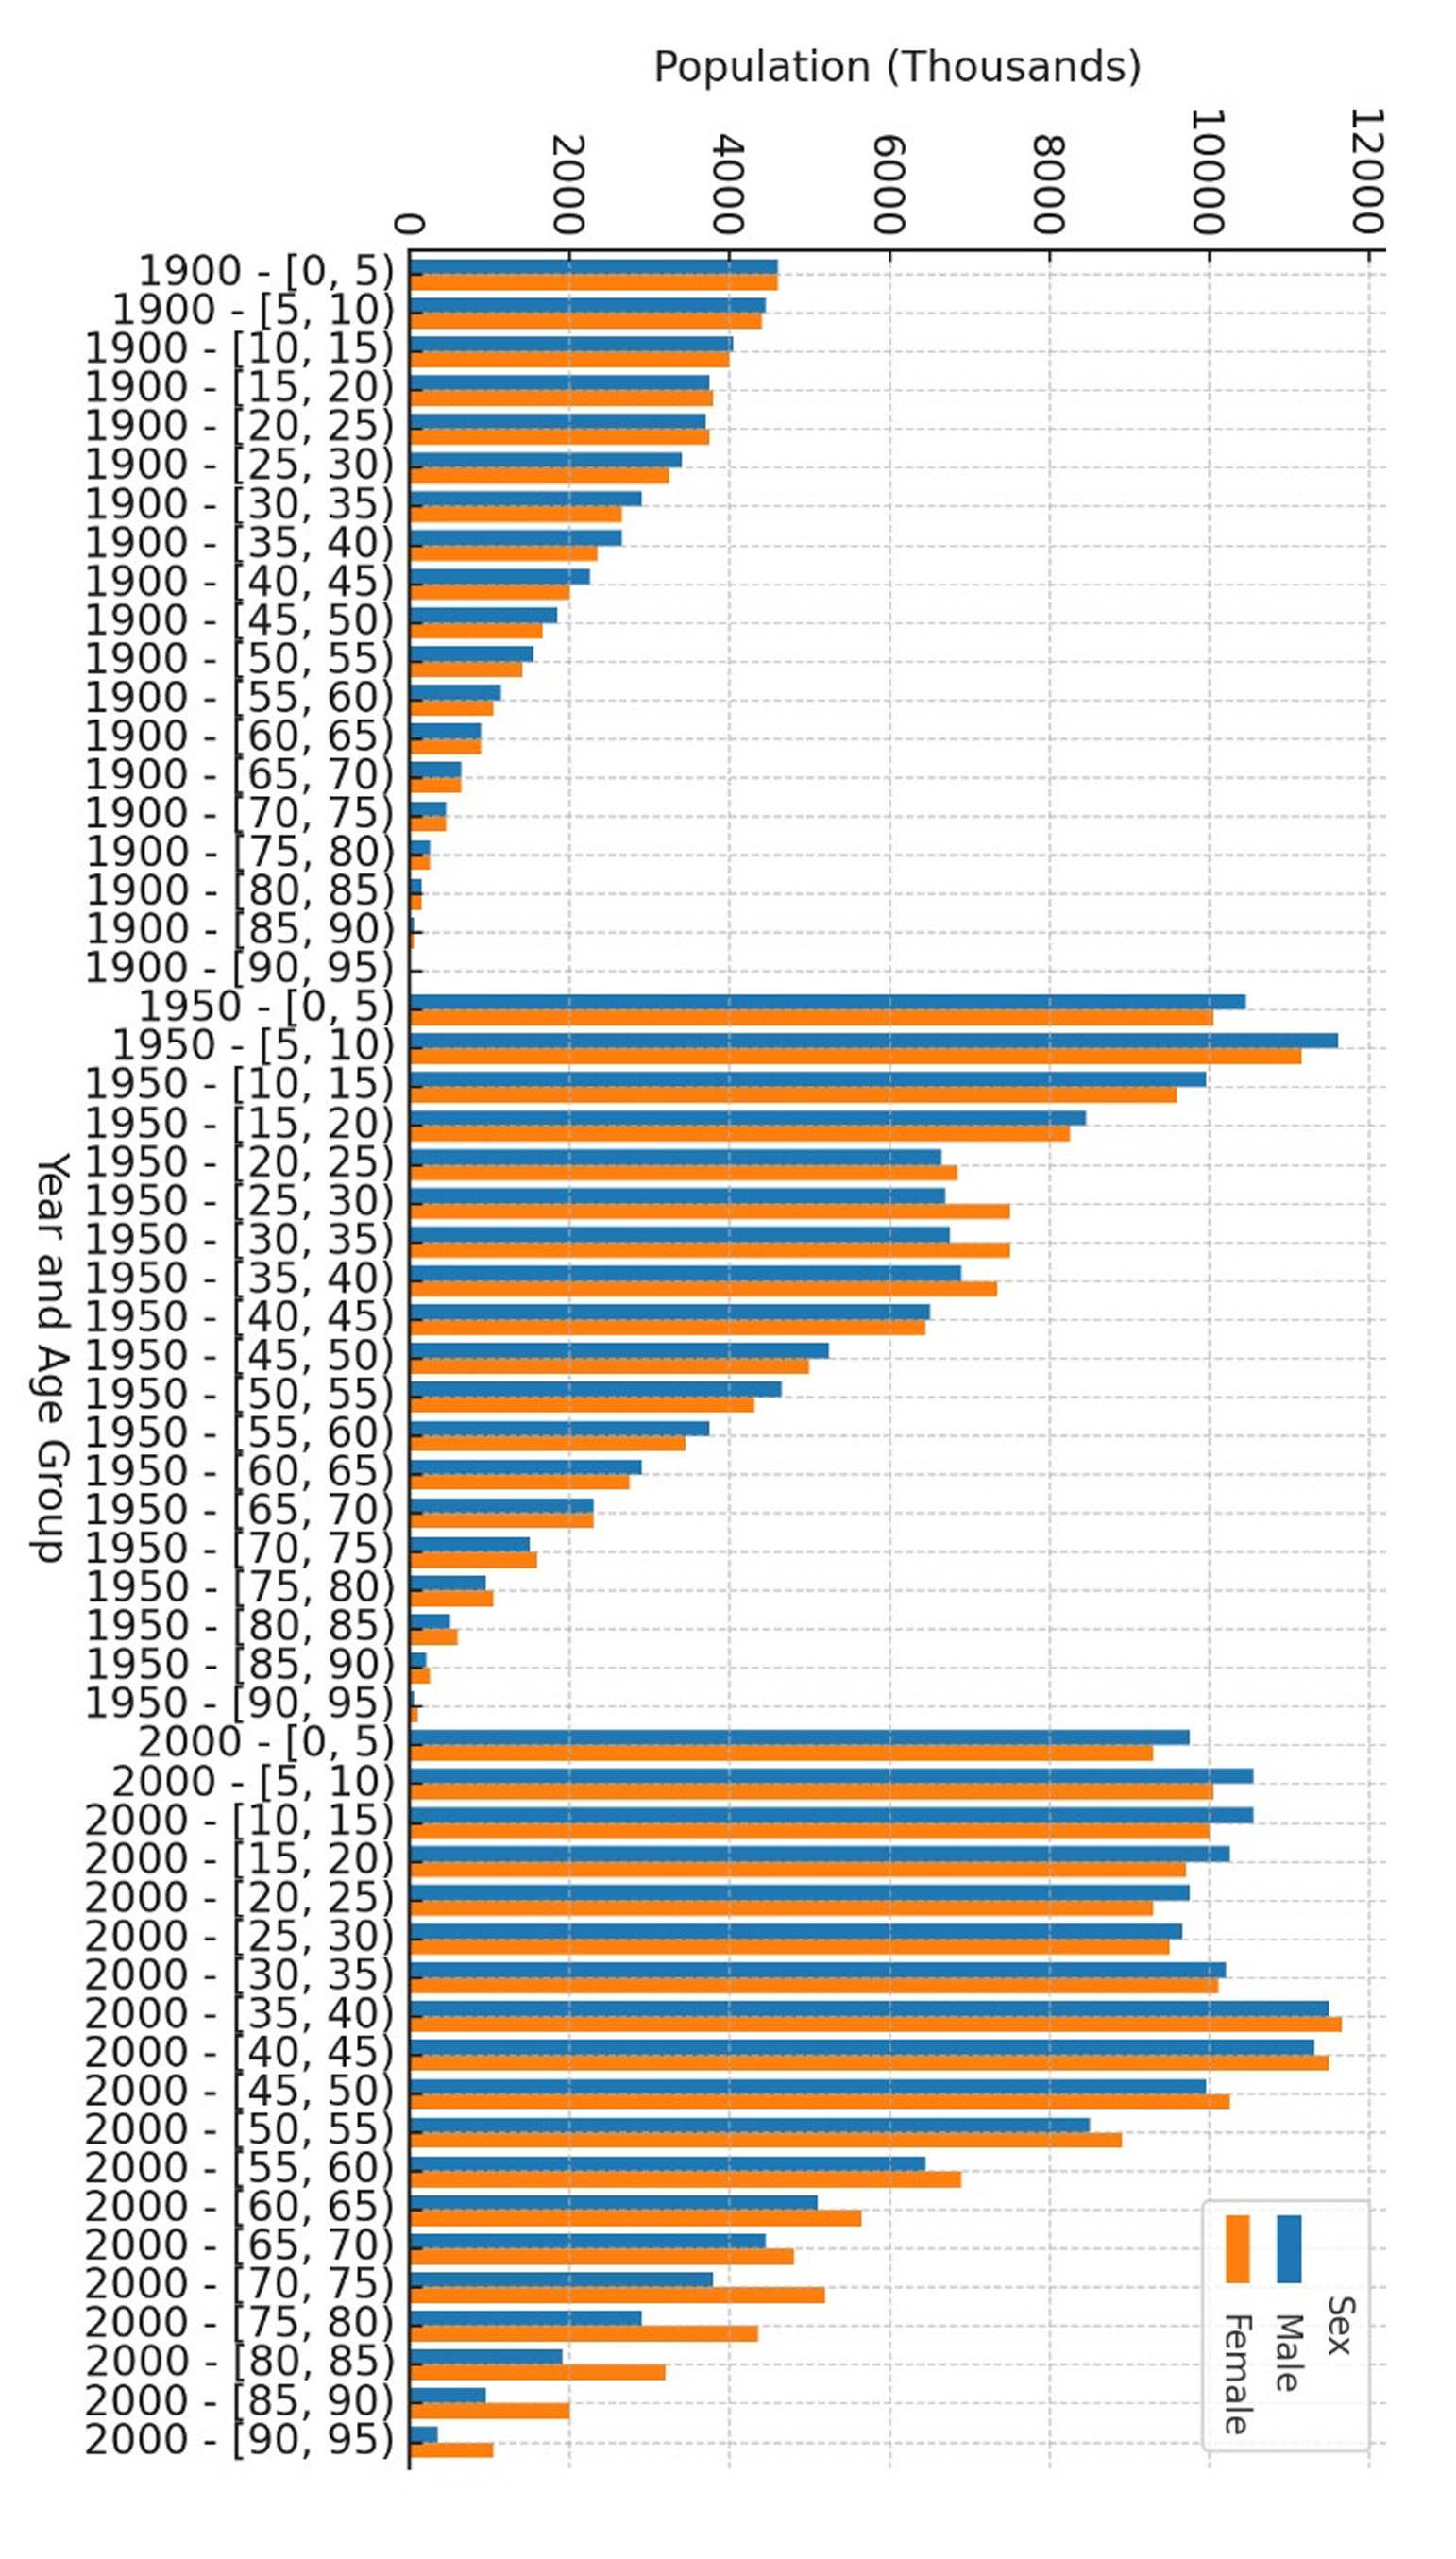 Population (Thousands)
0
2000
4000
6000
8000
10000
12000
1900 - [0, 5)
1900 - [5, 10)
1900 - [10, 15)
1900 - [15, 20)
1900 - [20, 25)
1900 - [25, 30)
1900 - [30, 35)
1900 - [35, 40)
1900 - [40, 45)
1900 - [45, 50)
1900 - [50, 55)
1900 - [55, 60)
1900 - [60, 65)
1900 - [65, 70)
1900 - [70, 75)
1900 - [75, 80)
1900 - [80, 85)
1900 - [85, 90)
1900 - [90, 95)
1950 - [0, 5)
1950 - [5, 10)
1950 - [10, 15)
1950 - [15, 20)
1950 - [20, 25)
1950 - [25, 30)
1950 - [30, 35)
1950 - [35, 40)
1950 - [40, 45)
1950 - [45, 50)
1950 - [50, 55)
1950 - [55, 60)
1950 - [60, 65)
1950 - [65, 70)
1950 - [70, 75)
1950 - [75, 80)
1950 - [80, 85)
1950 - [85, 90)
1950 - [90, 95)
2000 - [0, 5)
2000 - [5, 10)
2000 - [10, 15)
2000 - [15, 20)
2000 - [20, 25)
2000 - [25, 30)
2000 - [30, 35)
2000 - [35, 40)
2000 - [40, 45)
2000 - [45, 50)
2000 - [50, 55)
2000 - [55, 60)
2000 - [60, 65)
2000 - [65, 70)
2000 - [70, 75)
2000 - [75, 80)
2000 - [80, 85)
2000 - [85, 90)
2000 - [90, 95)
Year and Age Group
Sex
Male
Female